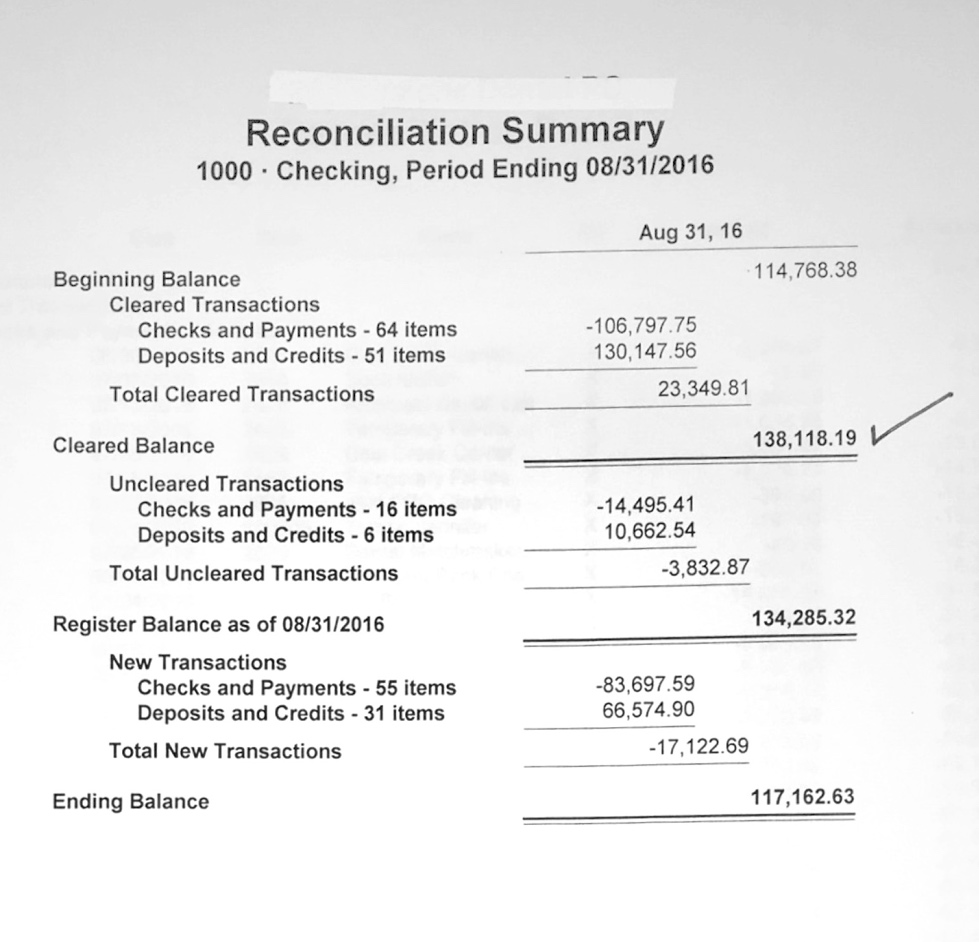 Reconciliation Summary
1000 · Checking, Period Ending 08/31/2016
Aug 31, 16
Beginning Balance 114,768.38
Cleared Transactions
Checks and Payments - 64 items -106,797.75
Deposits and Credits - 51 items 130,147.56
Total Cleared Transactions 23,349.81
Cleared Balance 138,118.19
Uncleared Transactions
Checks and Payments - 16 items -14,495.41
Deposits and Credits - 6 items 10,662.54
Total Uncleared Transactions -3,832.87
Register Balance as of 08/31/2016 134,285.32
New Transactions
Checks and Payments - 55 items -83,697.59
Deposits and Credits - 31 items 66,574.90
Total New Transactions -17,122.69
Ending Balance 117,162.63